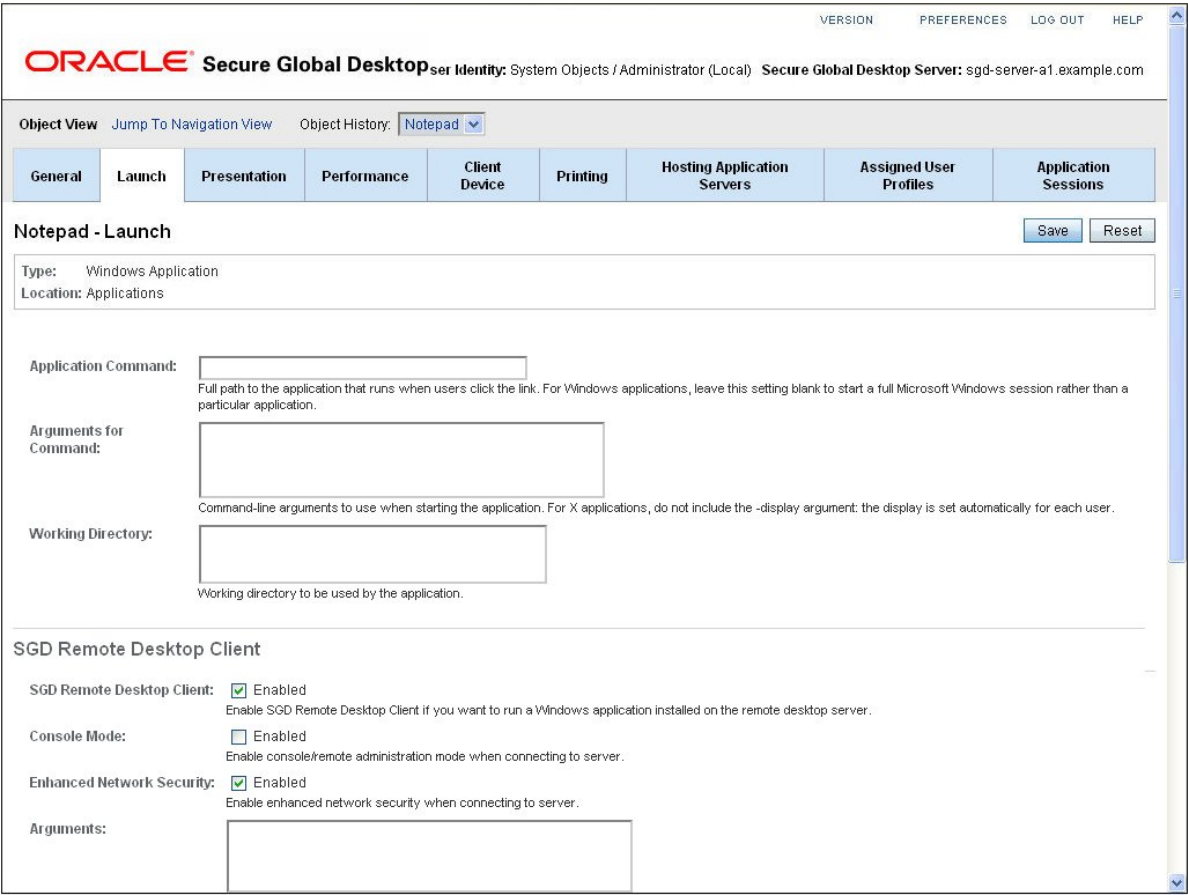 VERSION PREFERENCES LOG OUT HELP
ORACLE Secure Global Desktop ser Identity: System Objects / Administrator (Local) Secure Global Desktop Server: sgd-server-a1.example.com
Object View Jump To Navigation View Object History: Notepad
General Launch Presentation Performance Client Device Printing Hosting Application Servers Assigned User Profiles Application Sessions
Notepad - Launch Save Reset
Type: Windows Application
Location: Applications
Application Command:
Full path to the application that runs when users click the link. For Windows applications, leave this setting blank to start a full Microsoft Windows session rather than a
particular application.
Arguments for
Command:
Command-line arguments to use when starting the application. For X applications, do not include the -display argument: the display is set automatically for each user.
Working Directory:
Working directory to be used by the application.
SGD Remote Desktop Client
SGD Remote Desktop Client: Enabled
Enable SGD Remote Desktop Client if you want to run a Windows application installed on the remote desktop server.
Console Mode: Enabled
Enable console/remote administration mode when connecting to server.
Enhanced Network Security: Enabled
Enable enhanced network security when connecting to server.
Arguments: